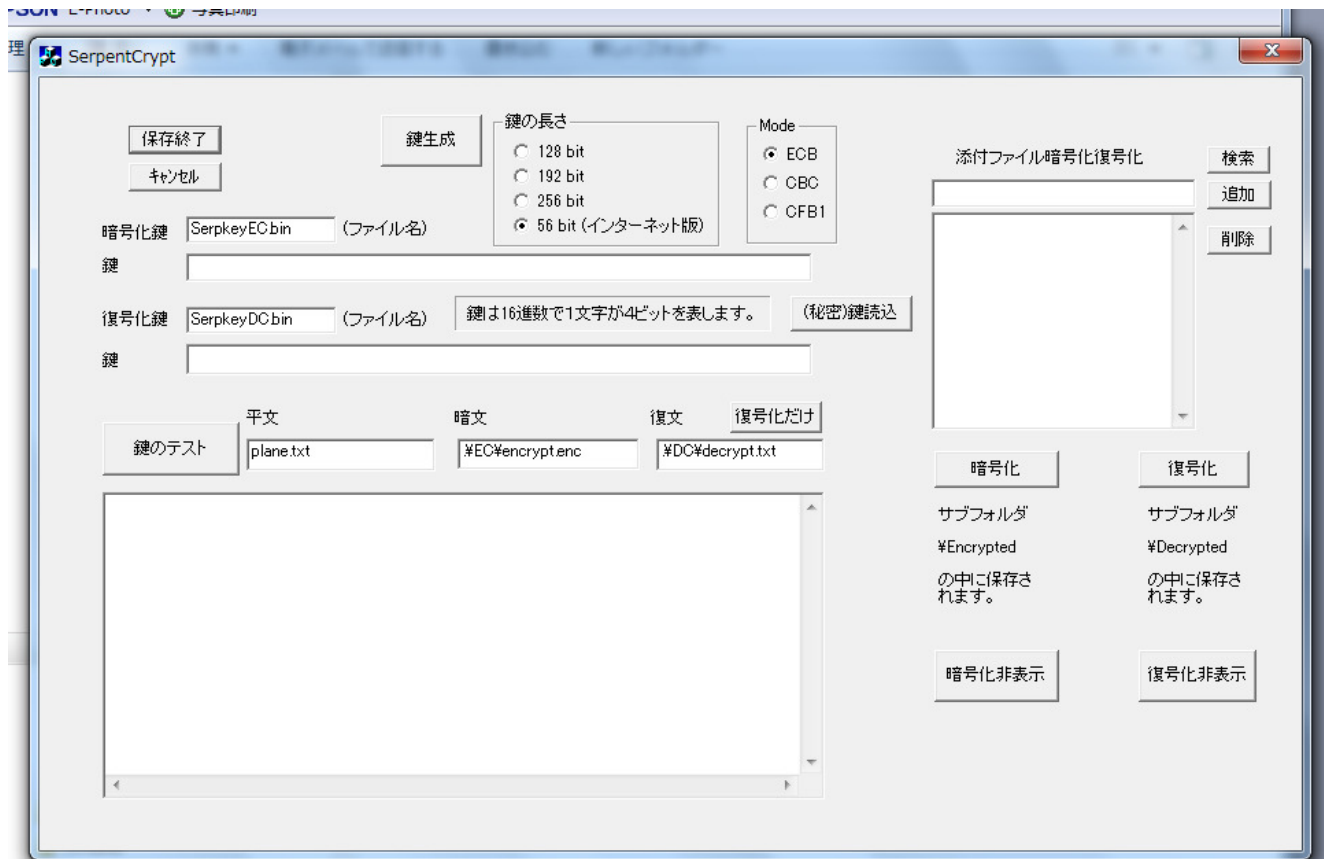 E-Photo
写真印刷
理
SerpentCrypt
保存終了
キャンセル
鍵生成
鍵の長さ
128 bit
192 bit
256 bit
56 bit (インターネット版)
Mode
ECB
CBC
CFB1
添付ファイル暗号化復号化
検索
追加
削除
暗号化鍵 SerpkeyEC.bin (ファイル名)
鍵
復号化鍵 SerpkeyDC.bin (ファイル名) 鍵は16進数で1文字が4ビットを表します。 (秘密)鍵読込
鍵
平文 暗文 復文 復号化だけ
鍵のテスト plane.txt ¥EC¥encrypt.enc ¥DC¥decrypt.txt
暗号化 復号化
サブフォルダ サブフォルダ
¥Encrypted ¥Decrypted
の中に保存さ の中に保存さ
れます。 れます。
暗号化非表示 復号化非表示